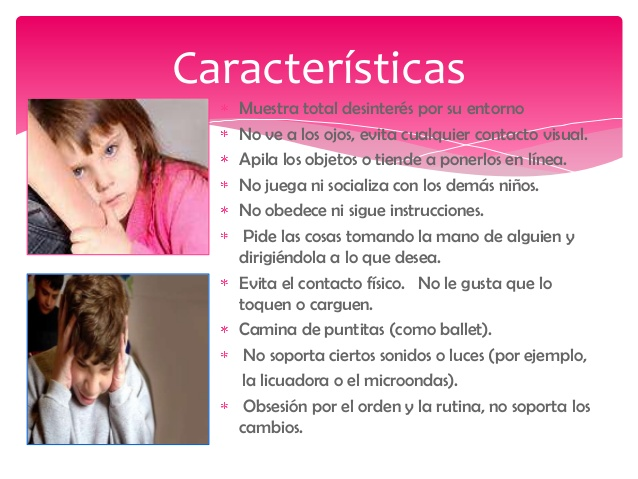 Características
* Muestra total desinterés por su entorno
* No ve a los ojos, evita cualquier contacto visual.
* Apila los objetos o tiende a ponerlos en línea.
* No juega ni socializa con los demás niños.
* No obedece ni sigue instrucciones.
* Pide las cosas tomando la mano de alguien y
dirigiéndola a lo que desea.
* Evita el contacto físico. No le gusta que lo
toquen o carguen.
* Camina de puntitas (como ballet).
* No soporta ciertos sonidos o luces (por ejemplo,
la licuadora o el microondas).
* Obsesión por el orden y la rutina, no soporta los
cambios.